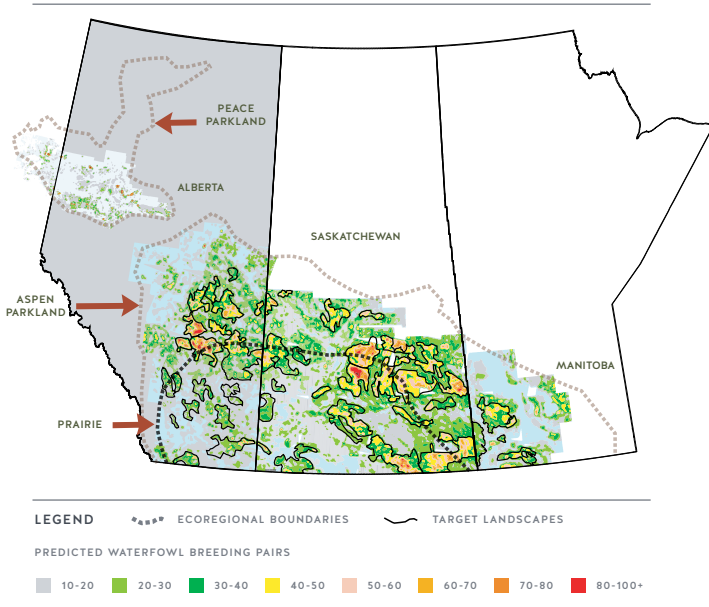 PEACE
PARKLAND
ALBERTA
SASKATCHEWAN
ASPEN
PARKLAND
MANITOBA
PRAIRIE
LEGEND ECOREGIONAL BOUNDARIES TARGET LANDSCAPES
PREDICTED WATERFOWL BREEDING PAIRS
10-20 20-30 30-40 40-50 50-60 60-70 70-80 80-100+